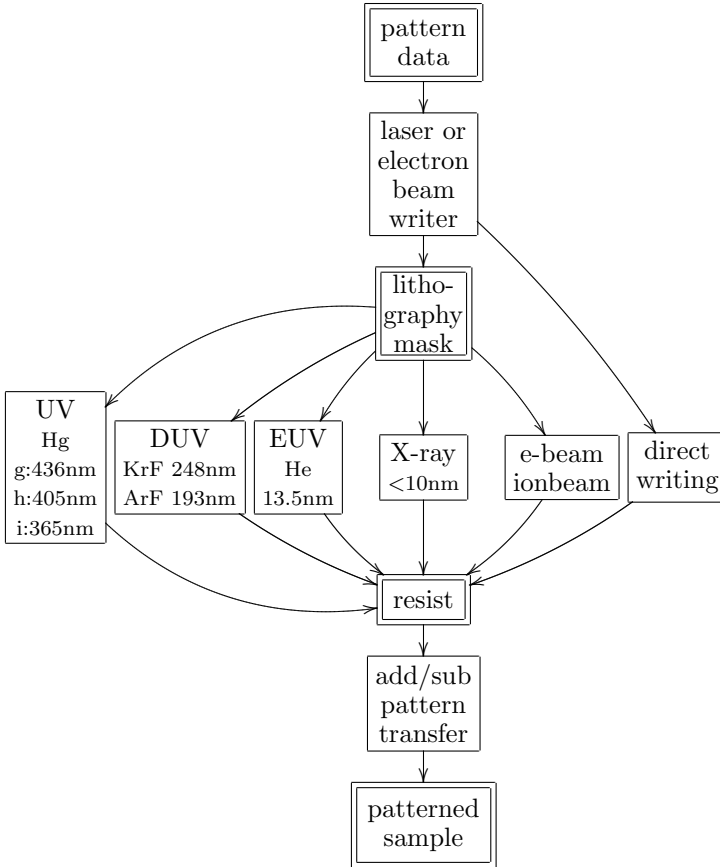 pattern
data
laser or
electron
beam
writer
litho-
graphy
mask
UV
Hg
g:436nm
h:405nm
i:365nm
DUV
KrF 248nm
ArF 193nm
EUV
He
13.5nm
X-ray
<10nm
e-beam
ionbeam
direct
writing
resist
add/sub
pattern
transfer
patterned
sample